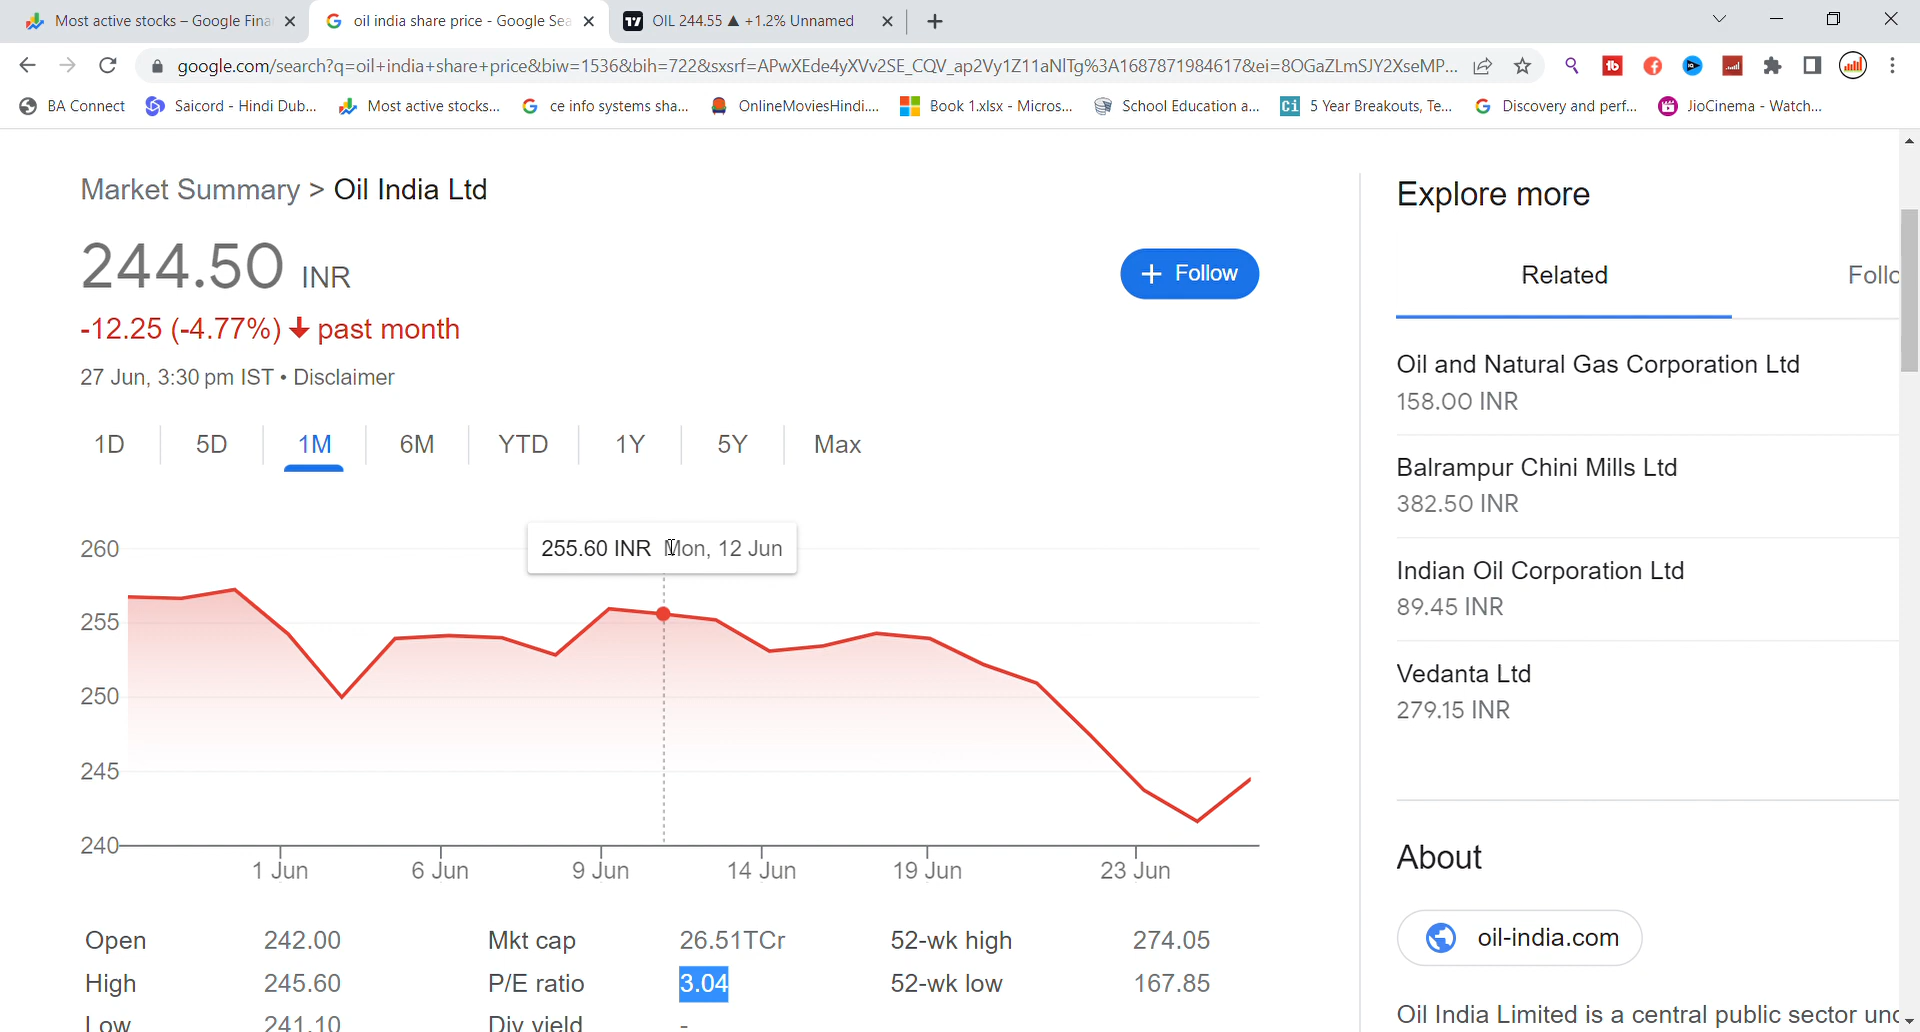 Most active stocks – Google Fina
oil india share price - Google Sea
OIL 244.55 ▲ +1.2% Unnamed
google.com/search?q=oil+india+share+price&biw=1536&bih=722&sxsrf=APwXEde4yXVv2SE_CQV_ap2Vy1Z11aNlTg%3A1687871984617&ei=8OGaZLmSJY2XseMP...
BA Connect
Saicord - Hindi Dub...
Most active stocks...
ce info systems sha...
OnlineMoviesHindi....
Book 1.xlsx - Micros...
School Education a...
Ci
5 Year Breakouts, Te...
Discovery and perf...
JioCinema - Watch...
Market Summary > Oil India Ltd
244.50 INR
+ Follow
-12.25 (-4.77%) ↓ past month
27 Jun, 3:30 pm IST • Disclaimer
1D 5D 1M 6M YTD 1Y 5Y Max
255.60 INR Mon, 12 Jun
260
255
250
245
240
1 Jun 6 Jun 9 Jun 14 Jun 19 Jun 23 Jun
Open 242.00 Mkt cap 26.51TCr 52-wk high 274.05
High 245.60 P/E ratio 3.04 52-wk low 167.85
Low 241.10 Div yield -
Explore more
Related Follo
Oil and Natural Gas Corporation Ltd
158.00 INR
Balrampur Chini Mills Ltd
382.50 INR
Indian Oil Corporation Ltd
89.45 INR
Vedanta Ltd
279.15 INR
About
oil-india.com
Oil India Limited is a central public sector und